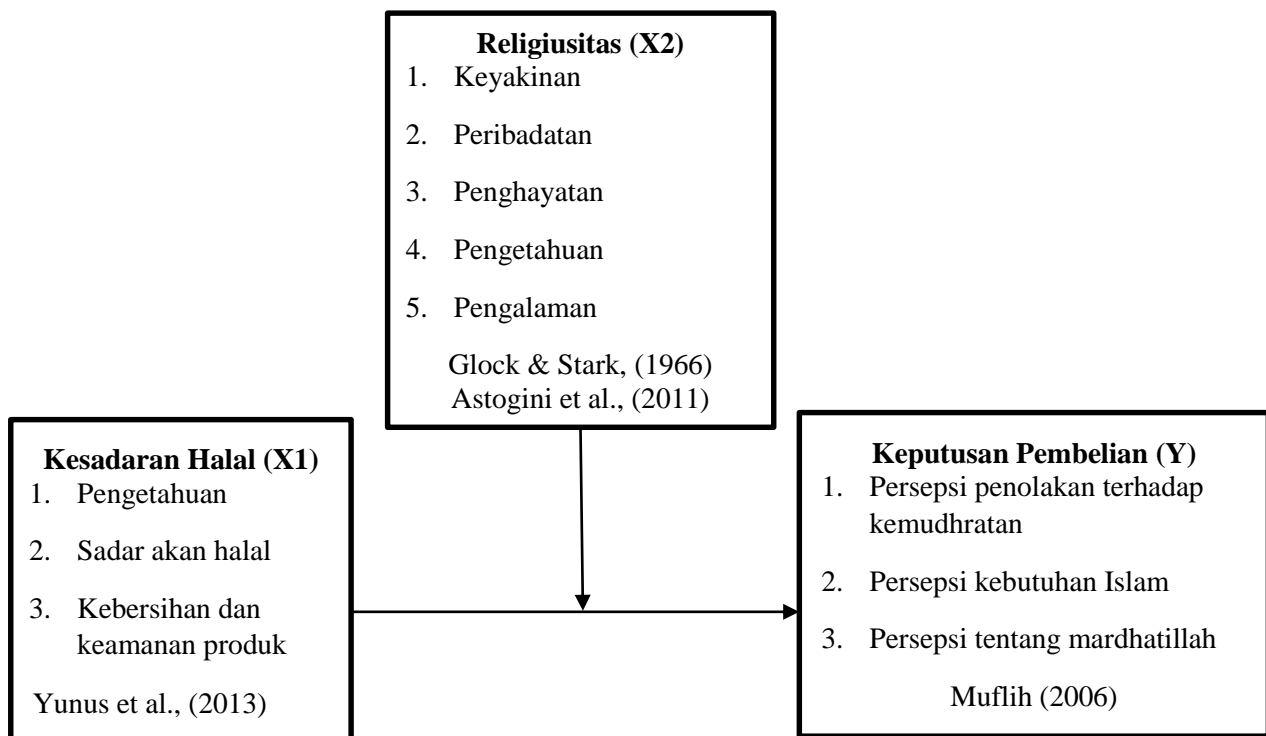 Religiusitas (X2)
1. Keyakinan
2. Peribadatan
3. Penghayatan
4. Pengetahuan
5. Pengalaman
Glock & Stark, (1966)
Astogini et al., (2011)
Kesadaran Halal (X1)
1. Pengetahuan
2. Sadar akan halal
3. Kebersihan dan
keamanan produk
Yunus et al., (2013)
Keputusan Pembelian (Y)
1. Persepsi penolakan terhadap
kemudhratan
2. Persepsi kebutuhan Islam
3. Persepsi tentang mardhatillah
Muflih (2006)